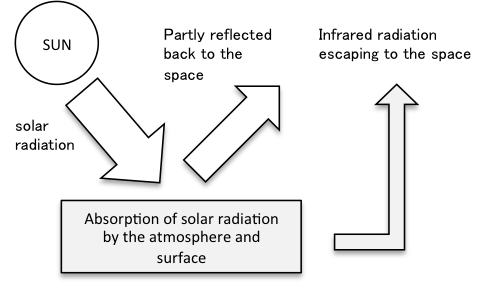 SUN
Partly reflected
back to the
space
Infrared radiation
escaping to the space
solar
radiation
Absorption of solar radiation
by the atmosphere and
surface